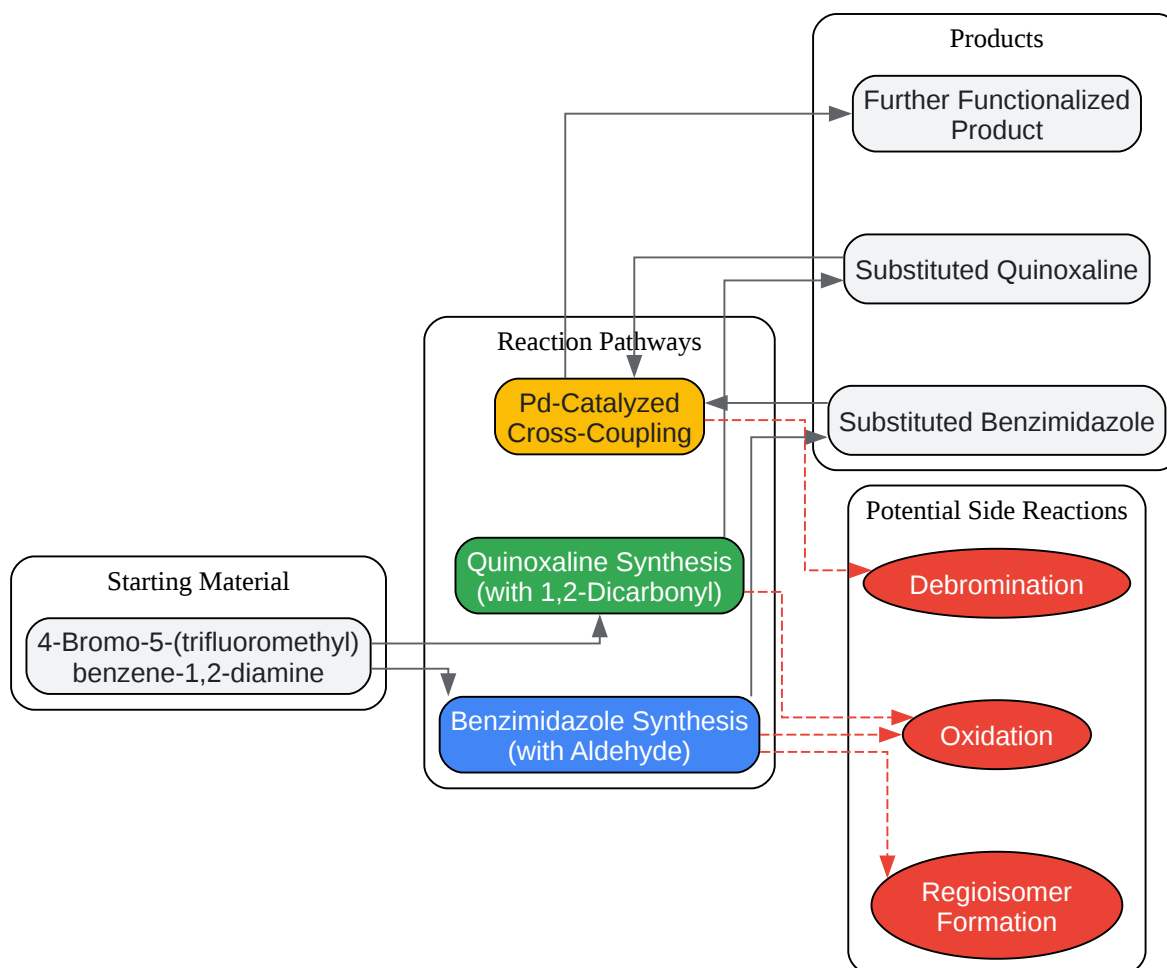 Products
Further Functionalized
Product
Substituted Quinoxaline
Substituted Benzimidazole
Reaction Pathways
Pd-Catalyzed
Cross-Coupling
Quinoxaline Synthesis
(with 1,2-Dicarbonyl)
Benzimidazole Synthesis
(with Aldehyde)
Starting Material
4-Bromo-5-(trifluoromethyl)
benzene-1,2-diamine
Potential Side Reactions
Debromination
Oxidation
Regioisomer
Formation